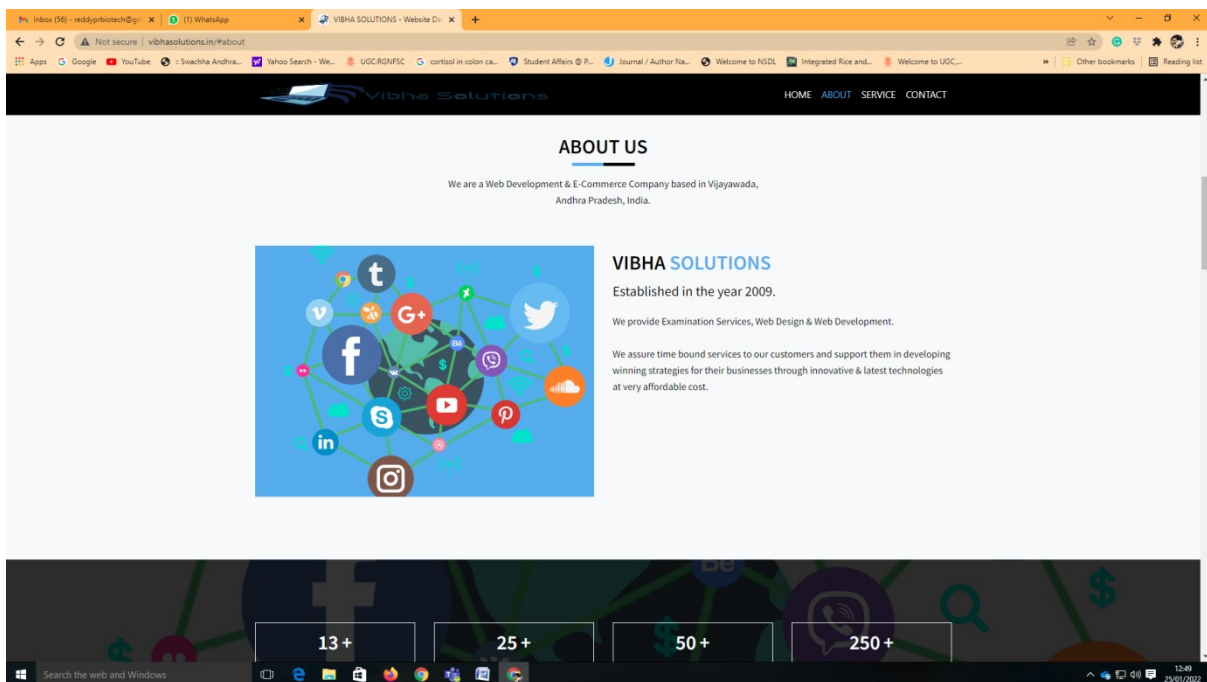 Inbox (56) - reddyprbiotech@gm
(1) WhatsApp
VIBHA SOLUTIONS - Website De
Not secure | vibhasolutions.in/#about
Apps Google YouTube :: Swachha Andhra... Yahoo Search - We... UGC:RGNFSC cortisol in colon ca... Student Affairs @ P... Journal / Author Na... Welcome to NSDL Integrated Rice and... Welcome to UGC,... » Other bookmarks Reading list
Vibha Solutions
HOME ABOUT SERVICE CONTACT
ABOUT US
We are a Web Development & E-Commerce Company based in Vijayawada,
Andhra Pradesh, India.
VIBHA SOLUTIONS
Established in the year 2009.
We provide Examination Services, Web Design & Web Development.
We assure time bound services to our customers and support them in developing
winning strategies for their businesses through innovative & latest technologies
at very affordable cost.
13 + 25 + 50 + 250 +
Search the web and Windows
12:49
25/01/2022